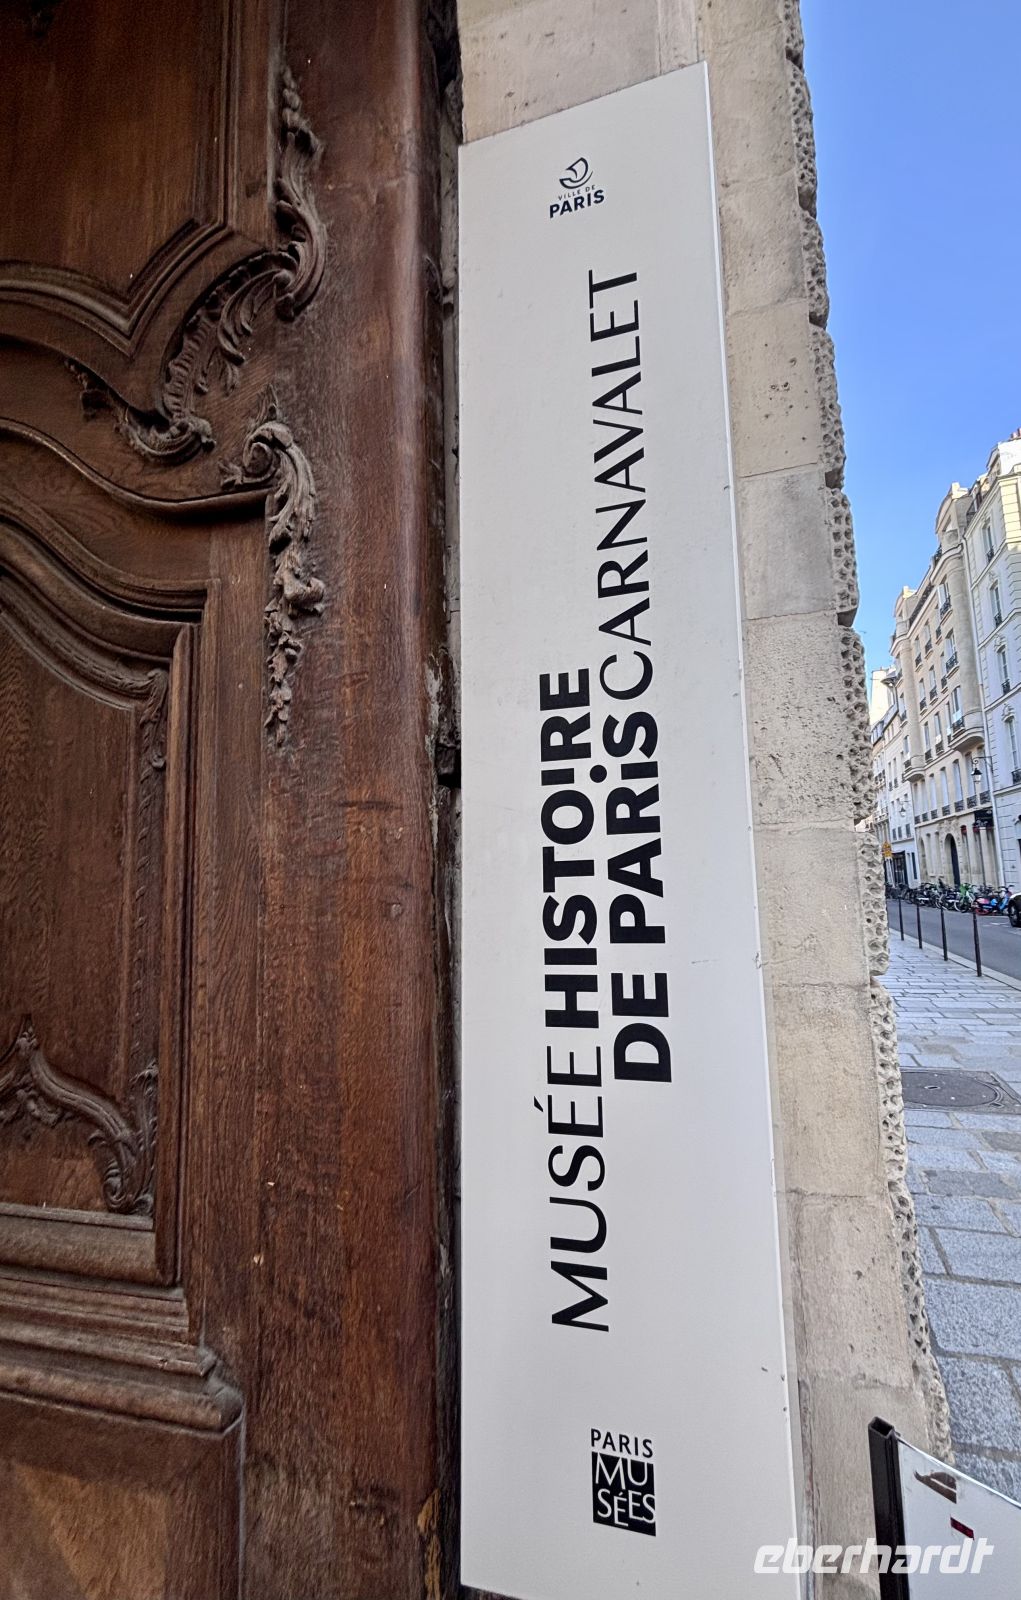 VILLE DE
PARIS
MUSÉE HISTOIRE
DE PARIS CARNAVALET
PARIS
MU
SÉES
eberhardt